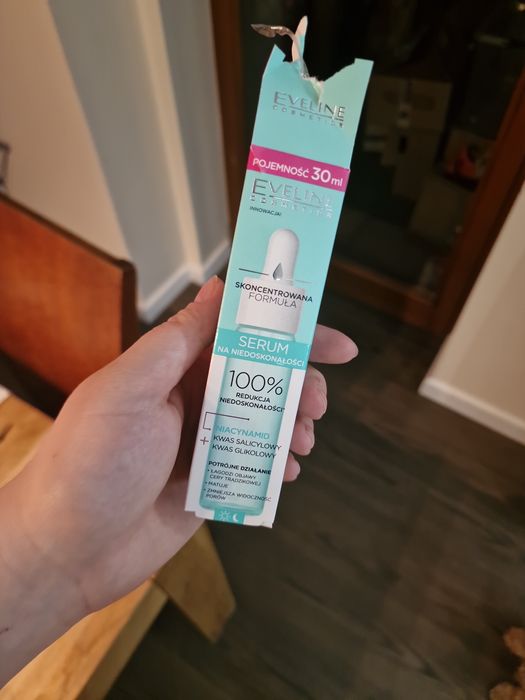 EVELINE
COSMETICS
POJEMNOŚĆ 30 ml
EVELINE
COSMETICS
INNOWACJA!
SKONCENTROWANA
FORMUŁA
SERUM
NA NIEDOSKONAŁOŚCI
100%
REDUKCJA
NIEDOSKONAŁOŚCI*
NIACYNAMID
+ KWAS SALICYLOWY
KWAS GLIKOLOWY
POTRÓJNE DZIAŁANIE
• ŁAGODZI OBJAWY
CERY TRĄDZIKOWEJ
• MATUJE
• ZMNIEJSZA WIDOCZNOŚĆ
PORÓW